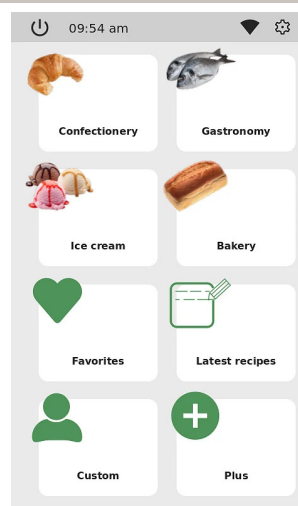 09:54 am
Confectionery
Gastronomy
Ice cream
Bakery
Favorites
Latest recipes
Custom
Plus